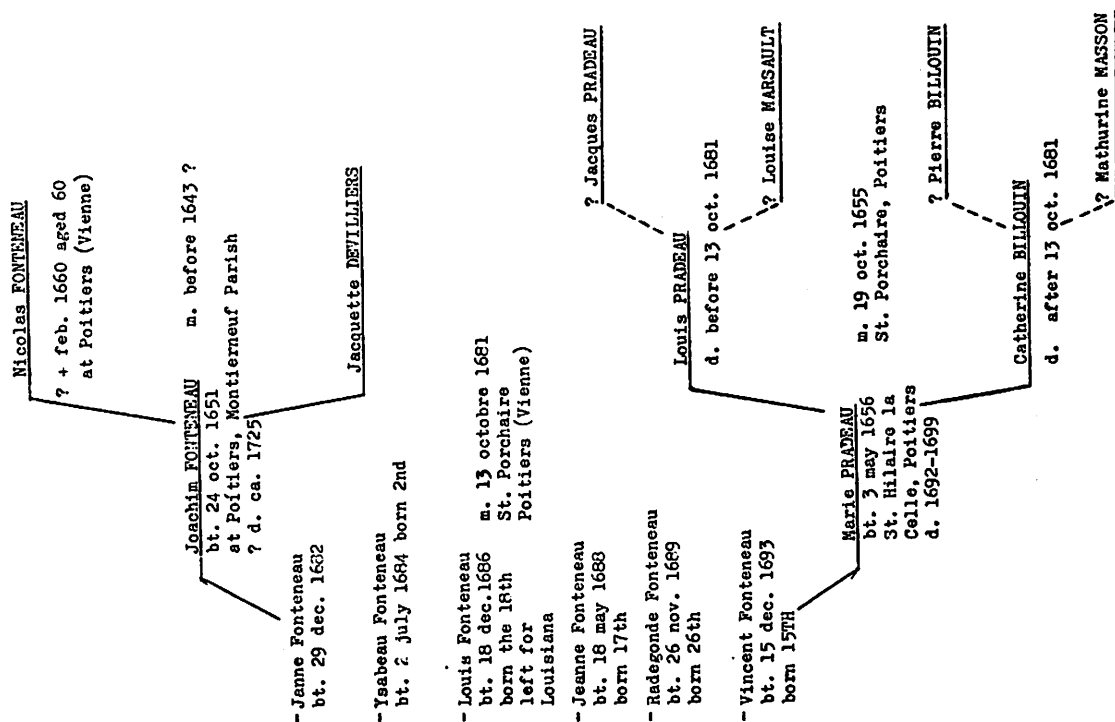 Nicolas FONTENEAU
? + feb. 1660 aged 60
at Poitiers (Vienne)
m. before 1643 ?
Jacquette DEVILLIERS
Joachim FONTENEAU
bt. 24 oct. 1651
at Poitiers, Montierneuf Parish
? d. ca. 1725
- Janne Fonteneau
bt. 29 dec. 1682
- Ysabeau Fonteneau
bt. 2 july 1684 born 2nd
- Louis Fonteneau
bt. 18 dec.1686
born the 18th
left for
Louisiana
m. 13 octobre 1681
St. Porchaire
Poitiers (Vienne)
- Jeanne Fonteneau
bt. 18 may 1688
born 17th
- Radegonde Fonteneau
bt. 26 nov. 1689
born 26th
- Vincent Fonteneau
bt. 15 dec. 1693
born 15TH
Marie PRADEAU
bt. 3 may 1656
St. Hilaire la
Celle, Poitiers
d. 1692-1699
Louis PRADEAU
d. before 13 oct. 1681
m. 19 oct. 1655
St. Porchaire, Poitiers
Catherine BILLOUIN
d. after 13 oct. 1681
? Jacques PRADEAU
? Louise MARSAULT
? Pierre BILLOUIN
? Mathurine MASSON